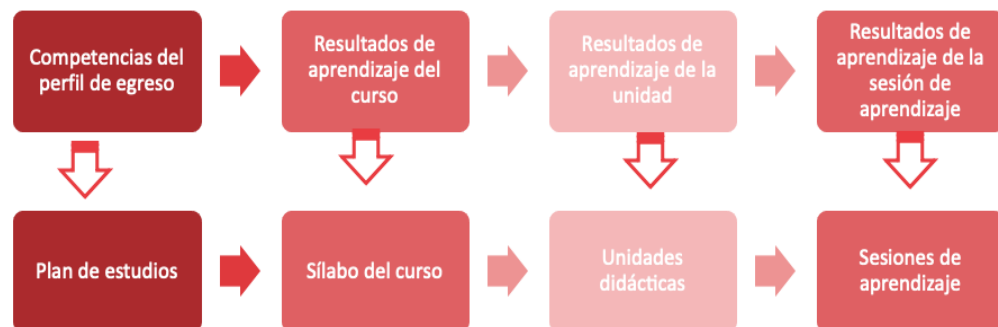 Competencias del
perfil de egreso
Resultados de
aprendizaje del
curso
Resultados de
aprendizaje de la
unidad
Resultados de
aprendizaje de la
sesión de
aprendizaje
Plan de estudios
Sílabo del curso
Unidades
didácticas
Sesiones de
aprendizaje